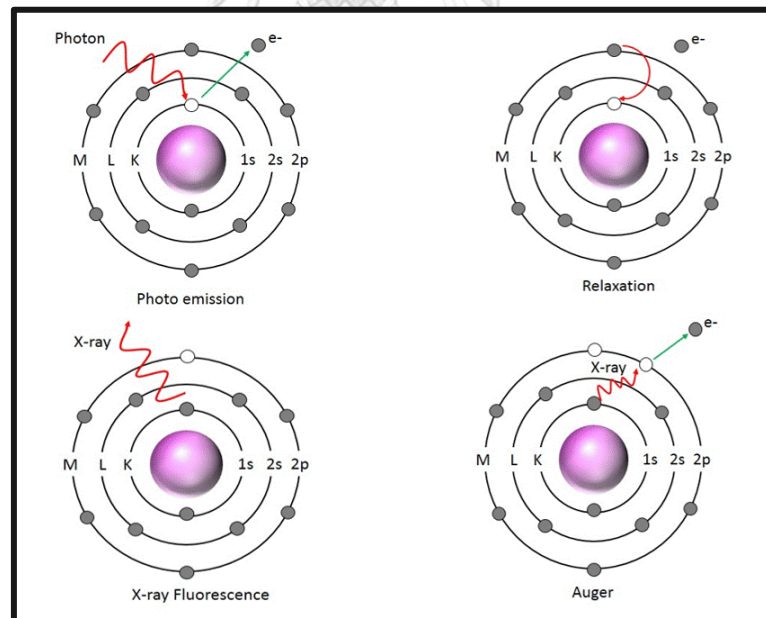 Photon
e-
M L K 1s 2s 2p
Photo emission
e-
M L K 1s 2s 2p
Relaxation
X-ray
M L K 1s 2s 2p
X-ray Fluorescence
e-
X-ray
M L K 1s 2s 2p
Auger